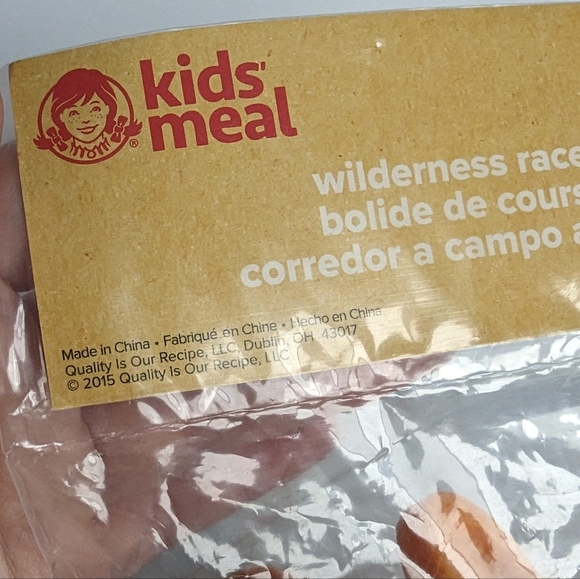 kids'
meal
®
wilderness race
bolide de cours
corredor a campo a
Made in China • Fabriqué en Chine • Hecho en China
Quality Is Our Recipe, LLC, Dublin, OH 43017
© 2015 Quality Is Our Recipe, LLC